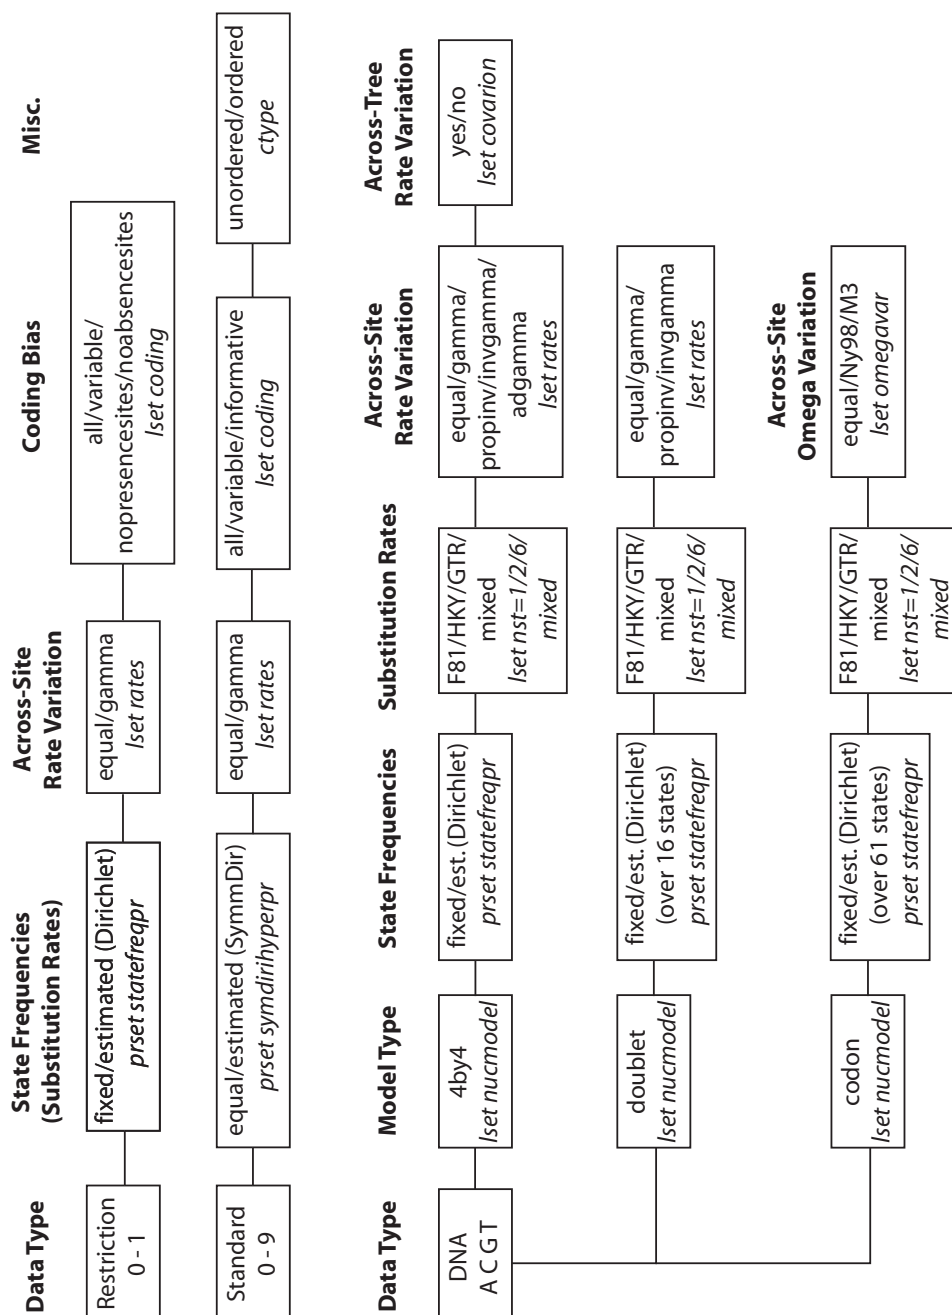 Data Type
State Frequencies
(Substitution Rates)
Across-Site
Rate Variation
Coding Bias
Misc.
Restriction
0 - 1
fixed/estimated (Dirichlet)
prset statefreqpr
equal/gamma
lset rates
all/variable/
nopresencesites/noabsencesites
lset coding
Standard
0 - 9
equal/estimated (SymmDir)
prset symdirihyperpr
equal/gamma
lset rates
all/variable/informative
lset coding
unordered/ordered
ctype
Data Type
Model Type
State Frequencies
Substitution Rates
Across-Site
Rate Variation
Across-Tree
Rate Variation
DNA
A C G T
4by4
lset nucmodel
fixed/est. (Dirichlet)
prset statefreqpr
F81/HKY/GTR/
mixed
lset nst=1/2/6/
mixed
equal/gamma/
propinv/invgamma/
adgamma
lset rates
yes/no
lset covarion
doublet
lset nucmodel
fixed/est. (Dirichlet)
(over 16 states)
prset statefreqpr
F81/HKY/GTR/
mixed
lset nst=1/2/6/
mixed
equal/gamma/
propinv/invgamma
lset rates
Across-Site
Omega Variation
codon
lset nucmodel
fixed/est. (Dirichlet)
(over 61 states)
prset statefreqpr
F81/HKY/GTR/
mixed
lset nst=1/2/6/
mixed
equal/Ny98/M3
lset omegavar